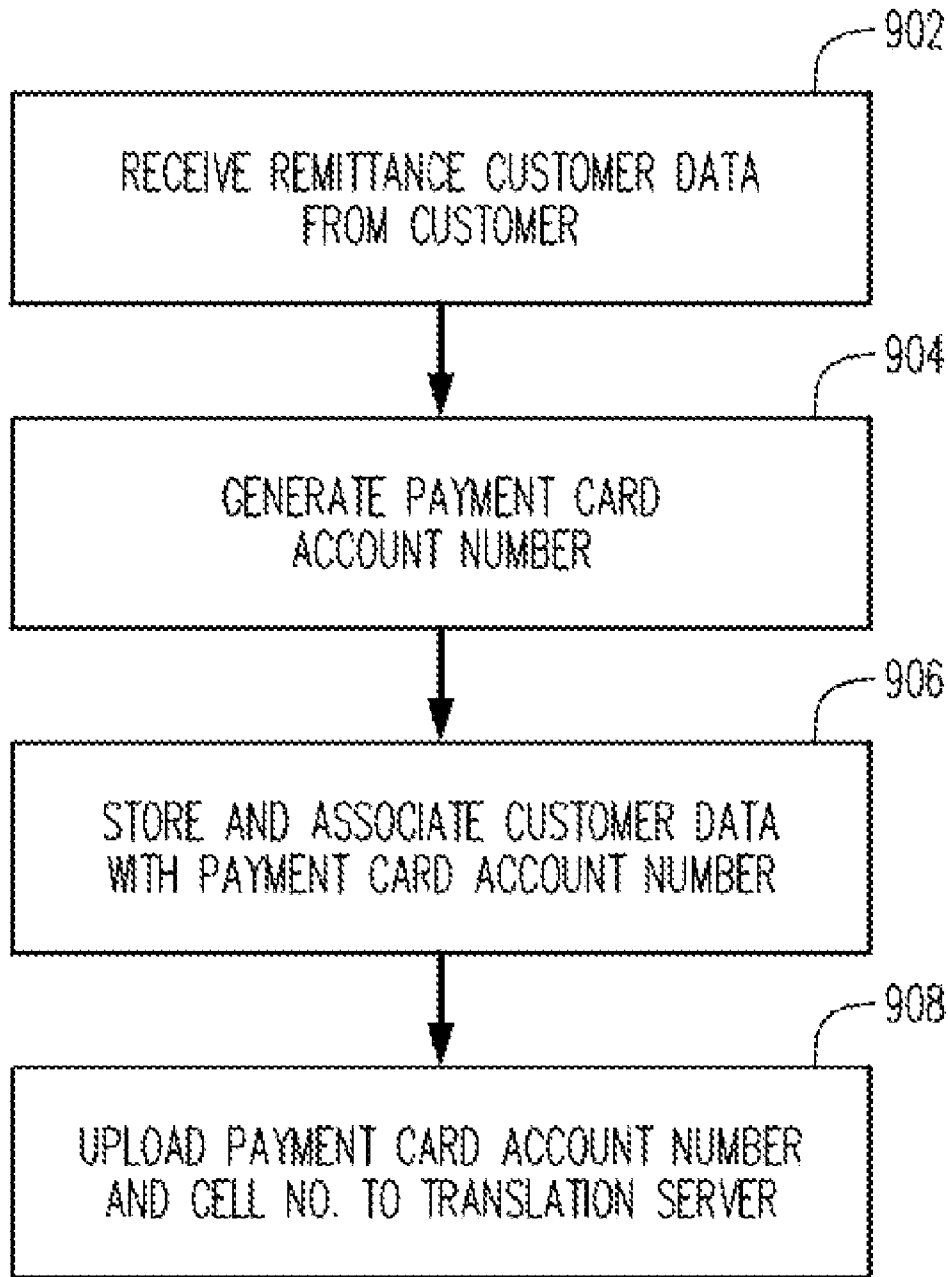 902
RECEIVE REMITTANCE CUSTOMER DATA
FROM CUSTOMER
904
GENERATE PAYMENT CARD
ACCOUNT NUMBER
906
STORE AND ASSOCIATE CUSTOMER DATA
WITH PAYMENT CARD ACCOUNT NUMBER
908
UPLOAD PAYMENT CARD ACCOUNT NUMBER
AND CELL NO. TO TRANSLATION SERVER